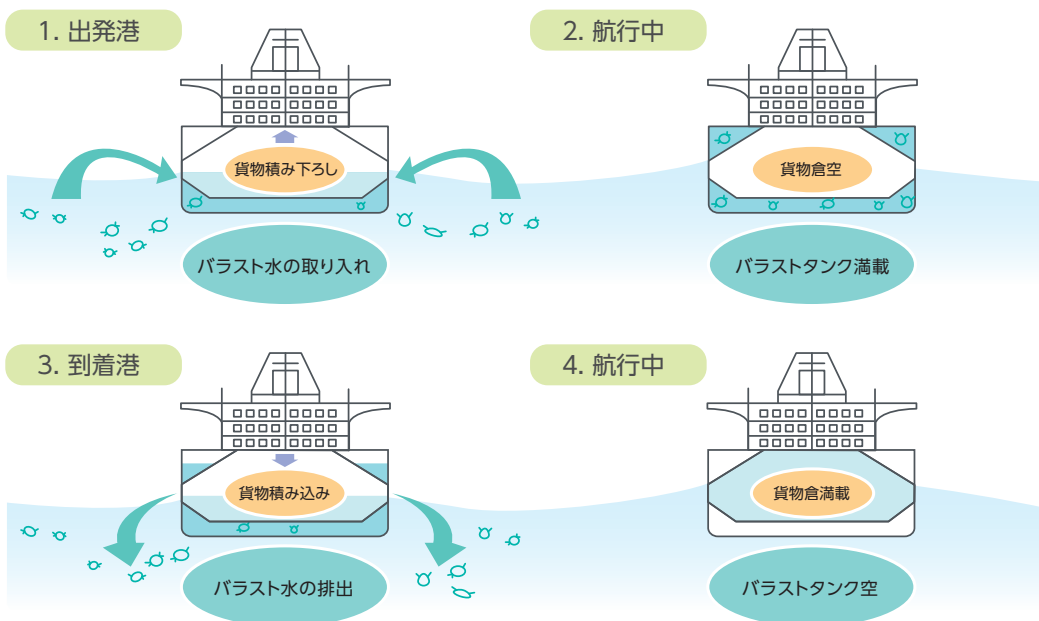 1. 出発港
貨物積み下ろし
バラスト水の取り入れ
2. 航行中
貨物倉空
バラストタンク満載
3. 到着港
貨物積み込み
バラスト水の排出
4. 航行中
貨物倉満載
バラストタンク空